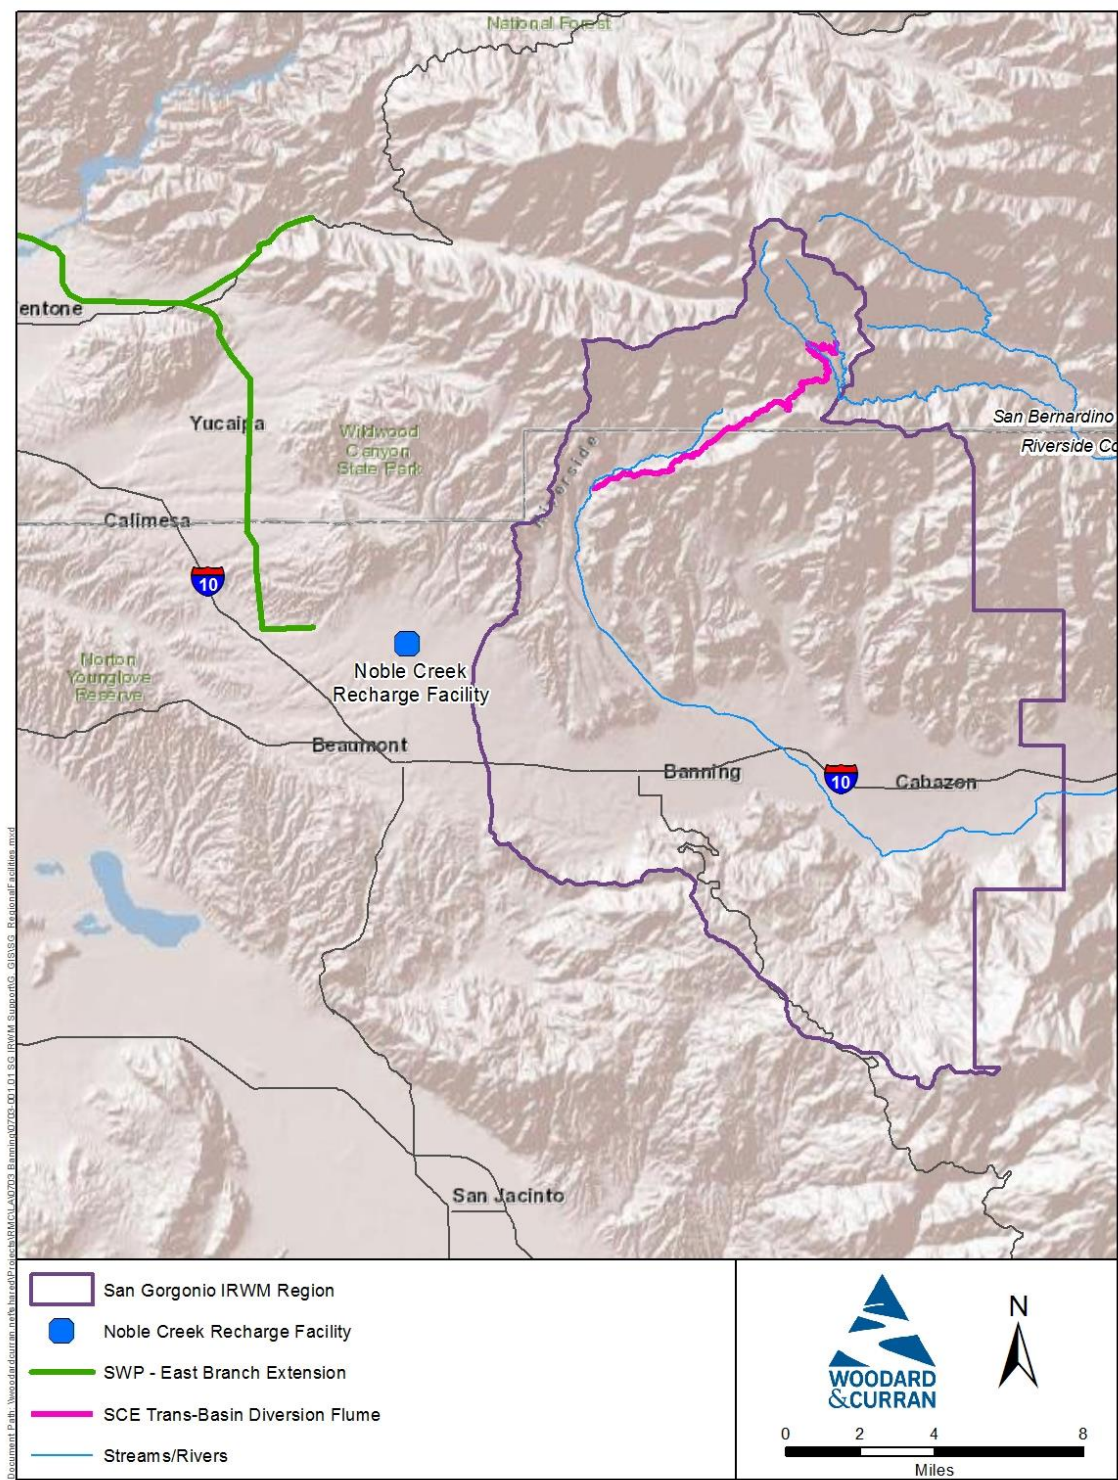 National Forest
entone
Yucaipa
Wildwood
Canyon
State Park
San Bernardino
Riverside Co
Riverside
Calimesa
10
Noble Creek
Recharge Facility
Norton
Younglove
Reserve
Beaumont
Banning
10
Cabazon
San Jacinto
San Gorgonio IRWM Region
Noble Creek Recharge Facility
SWP - East Branch Extension
SCE Trans-Basin Diversion Flume
Streams/Rivers
WOODARD
&CURRAN
N
0 2 4 8
Miles